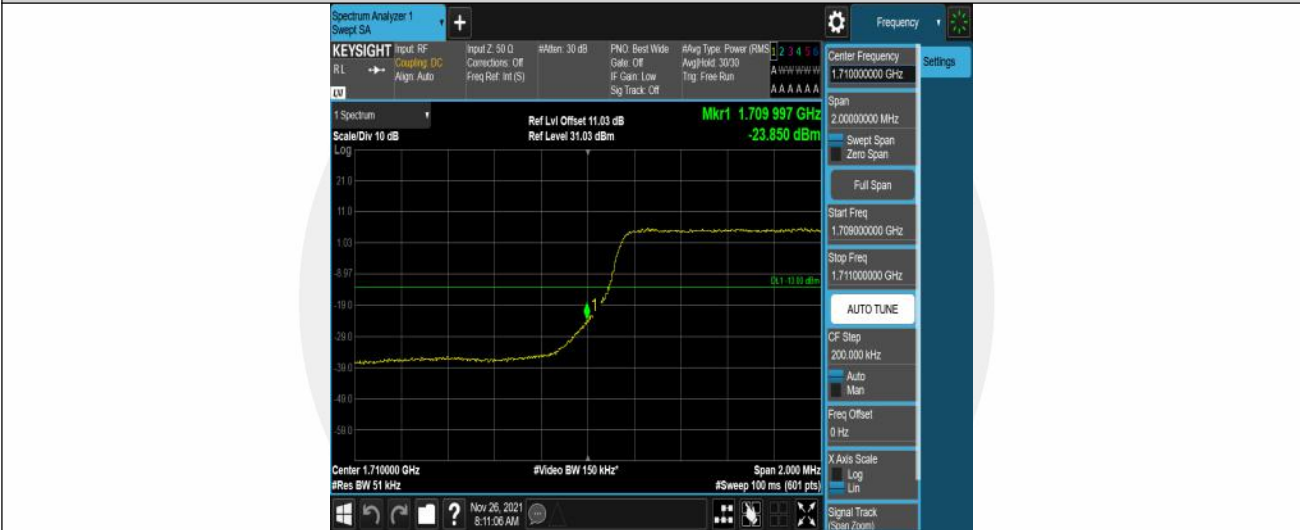 Spectrum Analyzer 1
Swept SA
+
Frequency
KEYSIGHT
RL
Input: RF
Coupling: DC
Align: Auto
Input Z: 50 Ω
Corrections: Off
Freq Ref: Int (S)
#Atten: 30 dB
PNO: Best Wide
Gate: Off
IF Gain: Low
Sig Track: Off
#Avg Type: Power (RMS
Avg|Hold: 30/30
Trig: Free Run
1 2 3 4 5 6
A W W W W W
A A A A A A
1 Spectrum
Scale/Div 10 dB
Log
Ref Lvl Offset 11.03 dB
Ref Level 31.03 dBm
Mkr1 1.709 997 GHz
-23.850 dBm
21.0
11.0
1.03
-8.97
-19.0
-29.0
-39.0
-49.0
-59.0
1
Center 1.710000 GHz
#Res BW 51 kHz
#Video BW 150 kHz*
Span 2.000 MHz
#Sweep 100 ms (601 pts)
Center Frequency
1.710000000 GHz
Settings
Span
2.00000000 MHz
Swept Span
Zero Span
Full Span
Start Freq
1.709000000 GHz
Stop Freq
1.711000000 GHz
AUTO TUNE
CF Step
200.000 kHz
Auto
Man
Freq Offset
0 Hz
X Axis Scale
Log
Lin
Signal Track
(Span Zoom)
?
Nov 26, 2021
8:11:06 AM